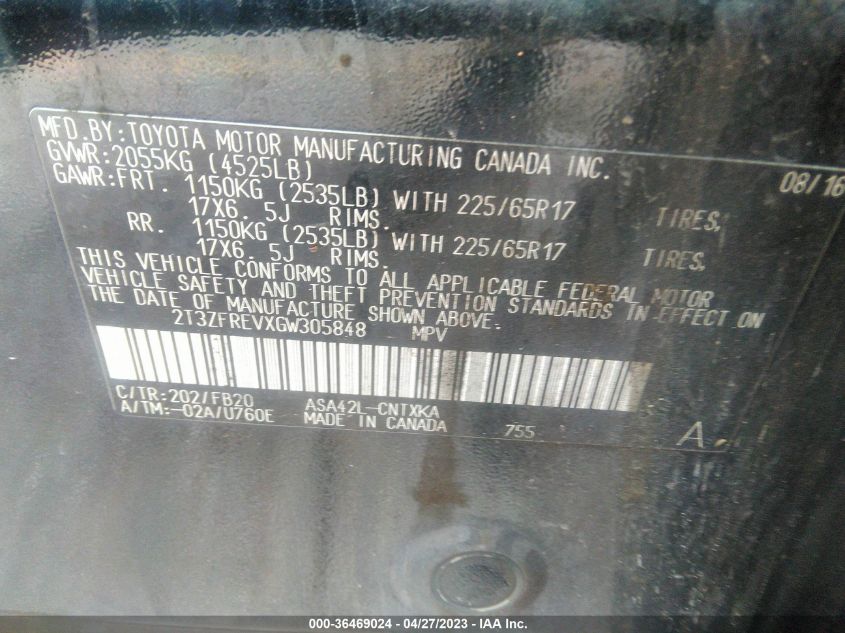 MFD.BY:TOYOTA MOTOR MANUFACTURING CANADA INC. 08/16
GVWR:2055KG (4525LB)
GAWR:FRT. 1150KG (2535LB) WITH 225/65R17 TIRES,
17X6. 5J RIMS.
RR. 1150KG (2535LB) WITH 225/65R17 TIRES,
17X6. 5J RIMS.
THIS VEHICLE CONFORMS TO ALL APPLICABLE FEDERAL MOTOR
VEHICLE SAFETY AND THEFT PREVENTION STANDARDS IN EFFECT ON
THE DATE OF MANUFACTURE SHOWN ABOVE.
2T3ZFREVXGW305848 MPV
C/TR:202/FB20 ASA42L-CNTXKA
A/TM:-02A/U760E MADE IN CANADA 755 A.
000-36469024 - 04/27/2023 - IAA Inc.